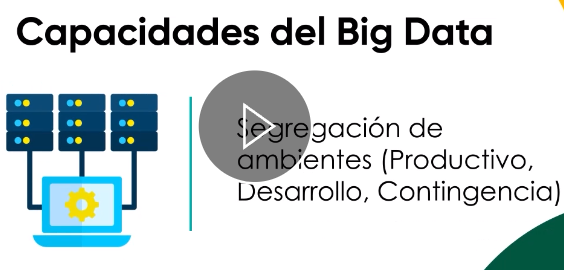 Capacidades del Big Data
Segregación de
ambientes (Productivo,
Desarrollo, Contingencia)